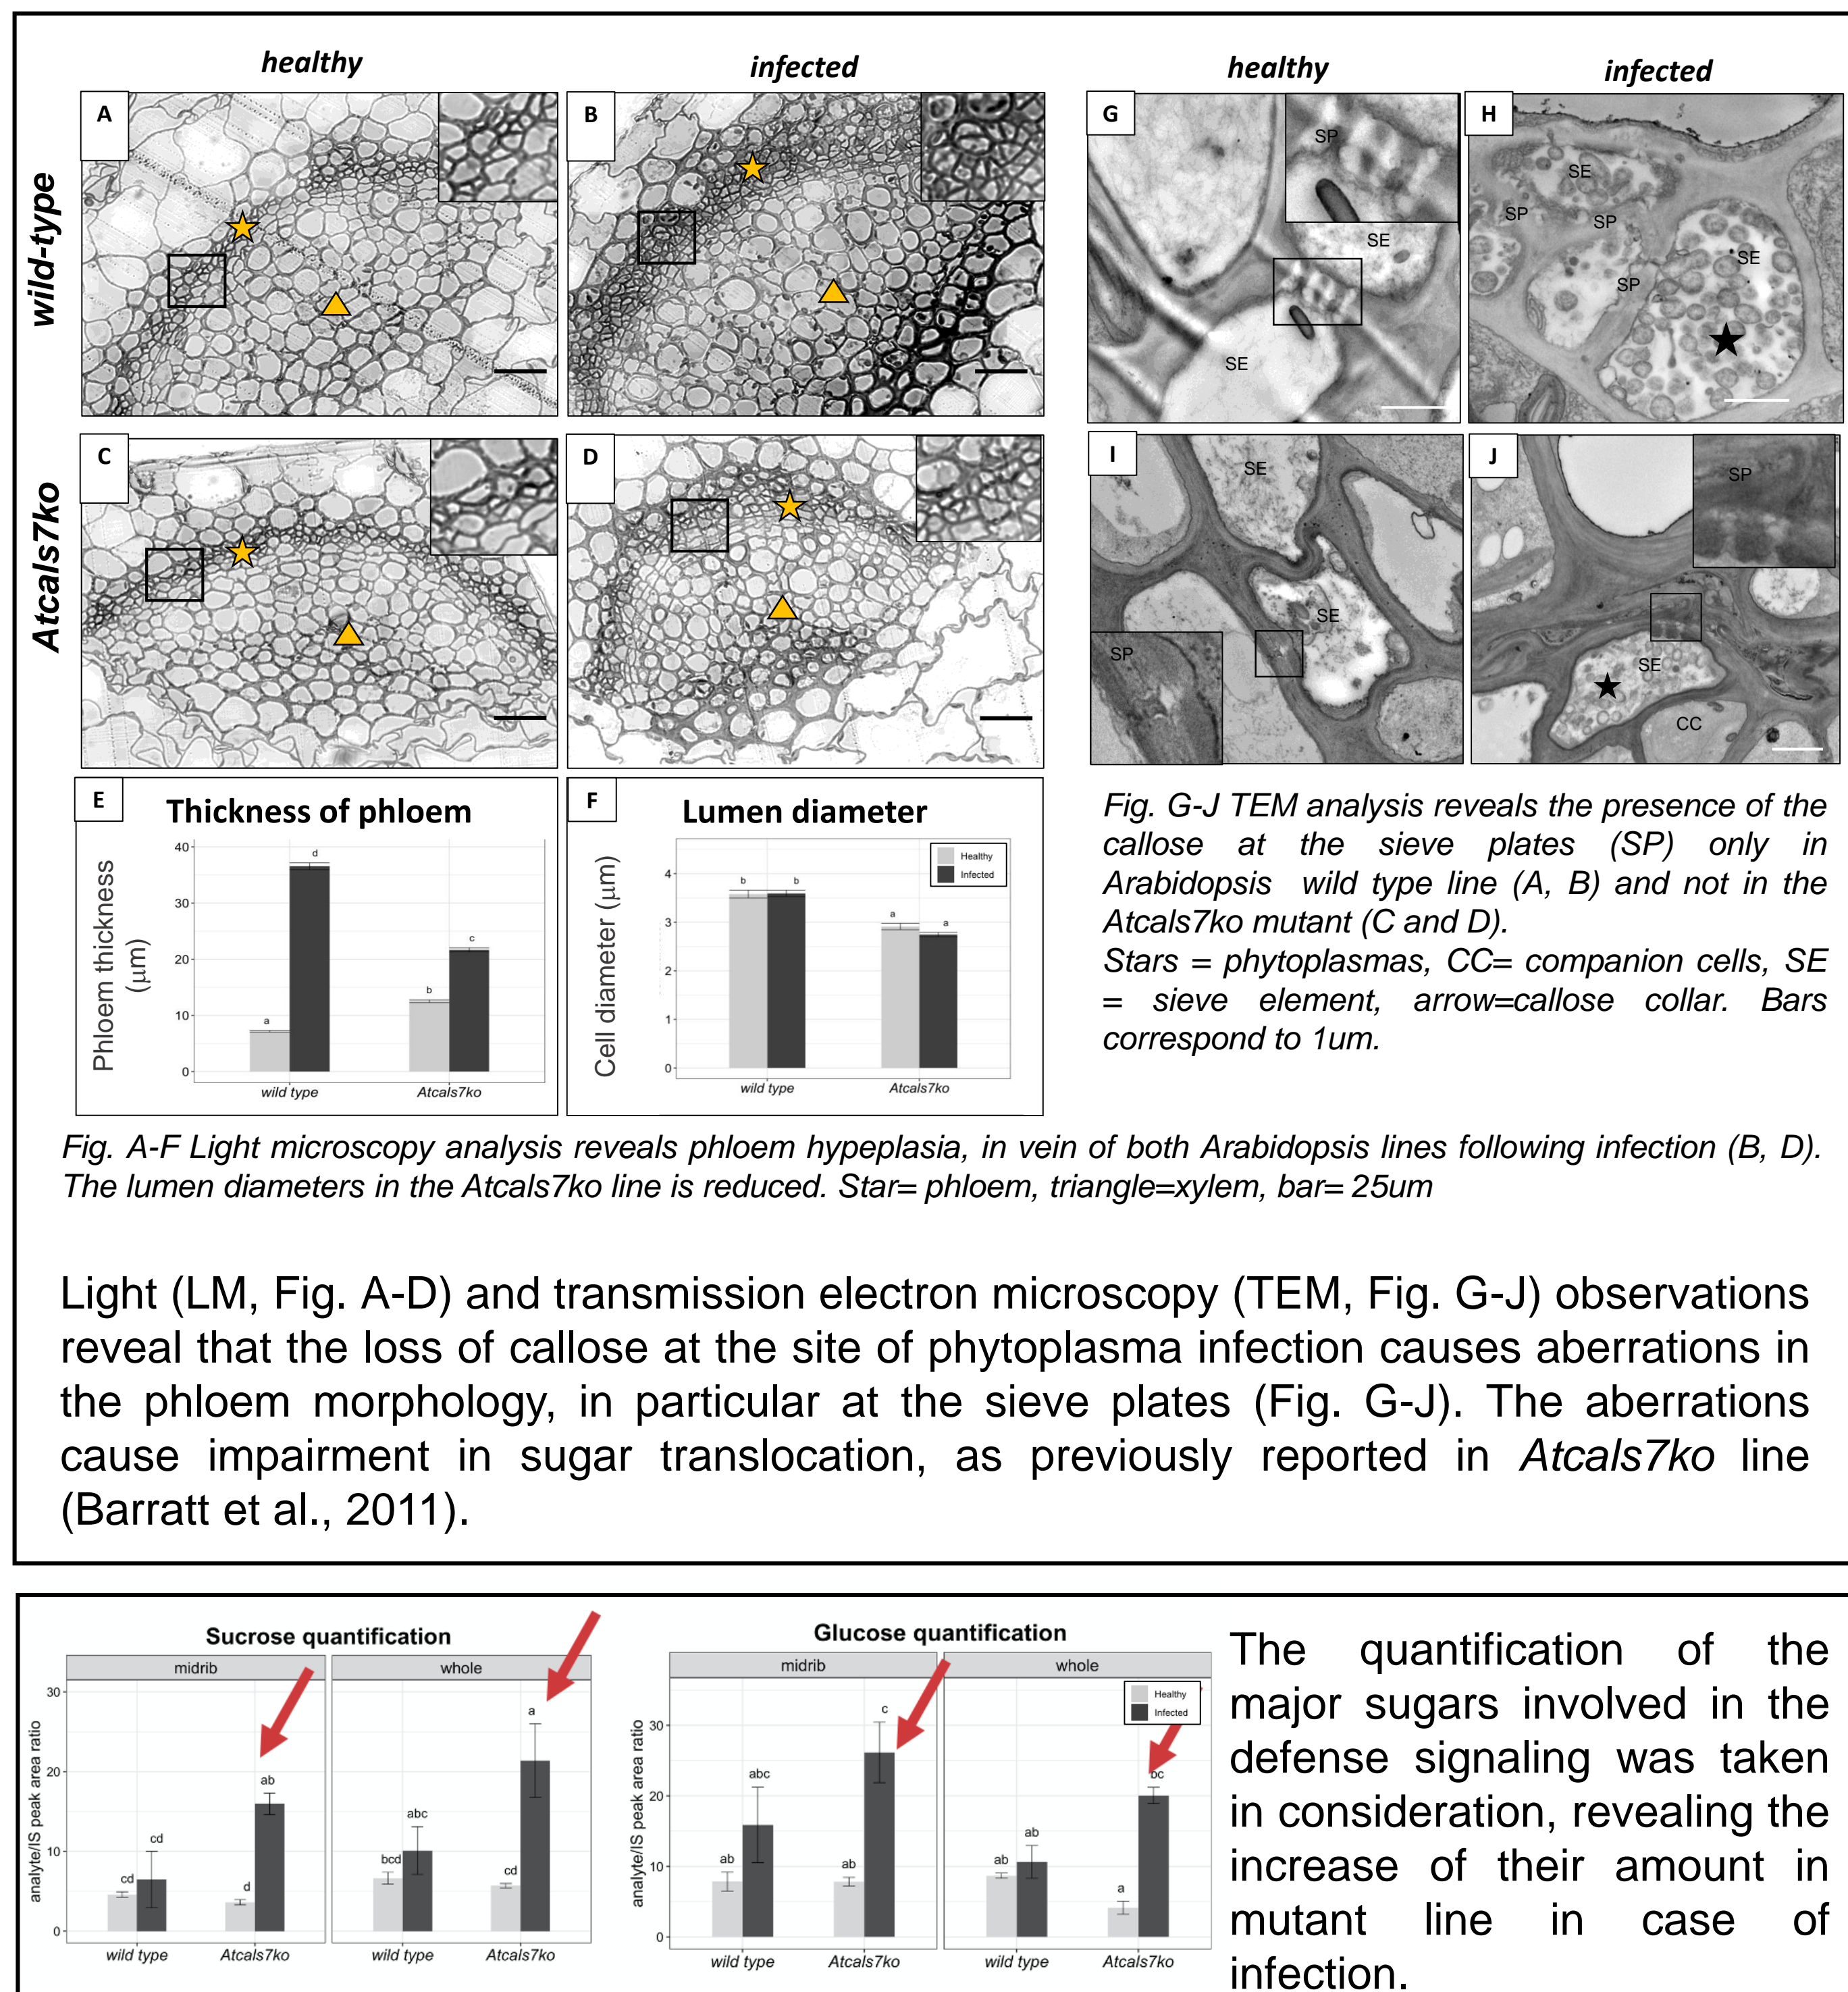 healthy
infected
healthy
infected
wild-type
Atcals7ko
A
B
G
SP
SE
SE
H
SE
SP
SP
SE
SP
C
D
I
SE
SE
SP
J
SP
SE
CC
E
Thickness of phloem
Phloem thickness
(μm)
40
30
20
10
0
a
d
b
c
wild type
Atcals7ko
F
Lumen diameter
Cell diameter (μm)
4
3
2
1
0
b
b
a
a
Healthy
Infected
wild type
Atcals7ko
Fig. G-J TEM analysis reveals the presence of the
callose at the sieve plates (SP) only in
Arabidopsis wild type line (A, B) and not in the
Atcals7ko mutant (C and D).
Stars = phytoplasmas, CC= companion cells, SE
= sieve element, arrow=callose collar. Bars
correspond to 1um.
Fig. A-F Light microscopy analysis reveals phloem hypeplasia, in vein of both Arabidopsis lines following infection (B, D).
The lumen diameters in the Atcals7ko line is reduced. Star= phloem, triangle=xylem, bar= 25um
Light (LM, Fig. A-D) and transmission electron microscopy (TEM, Fig. G-J) observations
reveal that the loss of callose at the site of phytoplasma infection causes aberrations in
the phloem morphology, in particular at the sieve plates (Fig. G-J). The aberrations
cause impairment in sugar translocation, as previously reported in Atcals7ko line
(Barratt et al., 2011).
Sucrose quantification
midrib
whole
analyte/IS peak area ratio
30
20
10
0
cd
cd
d
ab
bcd
abc
cd
a
wild type
Atcals7ko
wild type
Atcals7ko
Glucose quantification
midrib
whole
analyte/IS peak area ratio
30
20
10
0
ab
abc
ab
c
ab
ab
a
bc
Healthy
Infected
wild type
Atcals7ko
wild type
Atcals7ko
The quantification of the
major sugars involved in the
defense signaling was taken
in consideration, revealing the
increase of their amount in
mutant line in case of
infection.